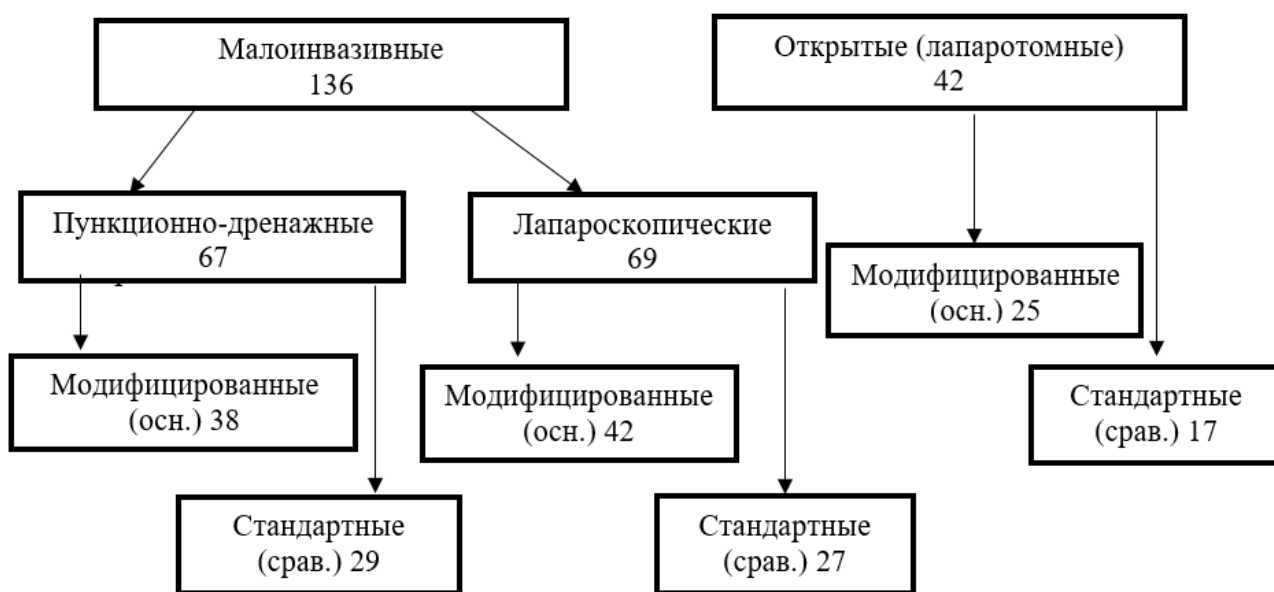 Малоинвазивные
136
Открытые (лапаротомные)
42
Пункционно-дренажные
67
Лапароскопические
69
Модифицированные
(осн.) 25
Модифицированные
(осн.) 38
Модифицированные
(осн.) 42
Стандартные
(срав.) 17
Стандартные
(срав.) 29
Стандартные
(срав.) 27